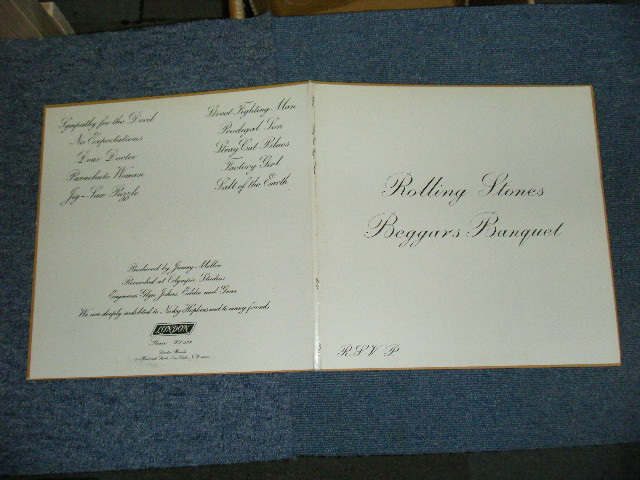 Sympathy for the Devil
No Expectations
Dear Doctor
Parachute Woman
Jig-Saw Puzzle
Street Fighting Man
Prodigal Son
Stray Cat Blues
Factory Girl
Salt of the Earth
Produced by Jimmy Miller
Recorded at Olympic Studios
Engineers Glyn Johns, Eddie and Gene
We are deeply indebted to Nicky Hopkins and to many friends
LONDON
Stereo
London Records
Rolling Stones
Beggars Banquet
R.S.V.P.